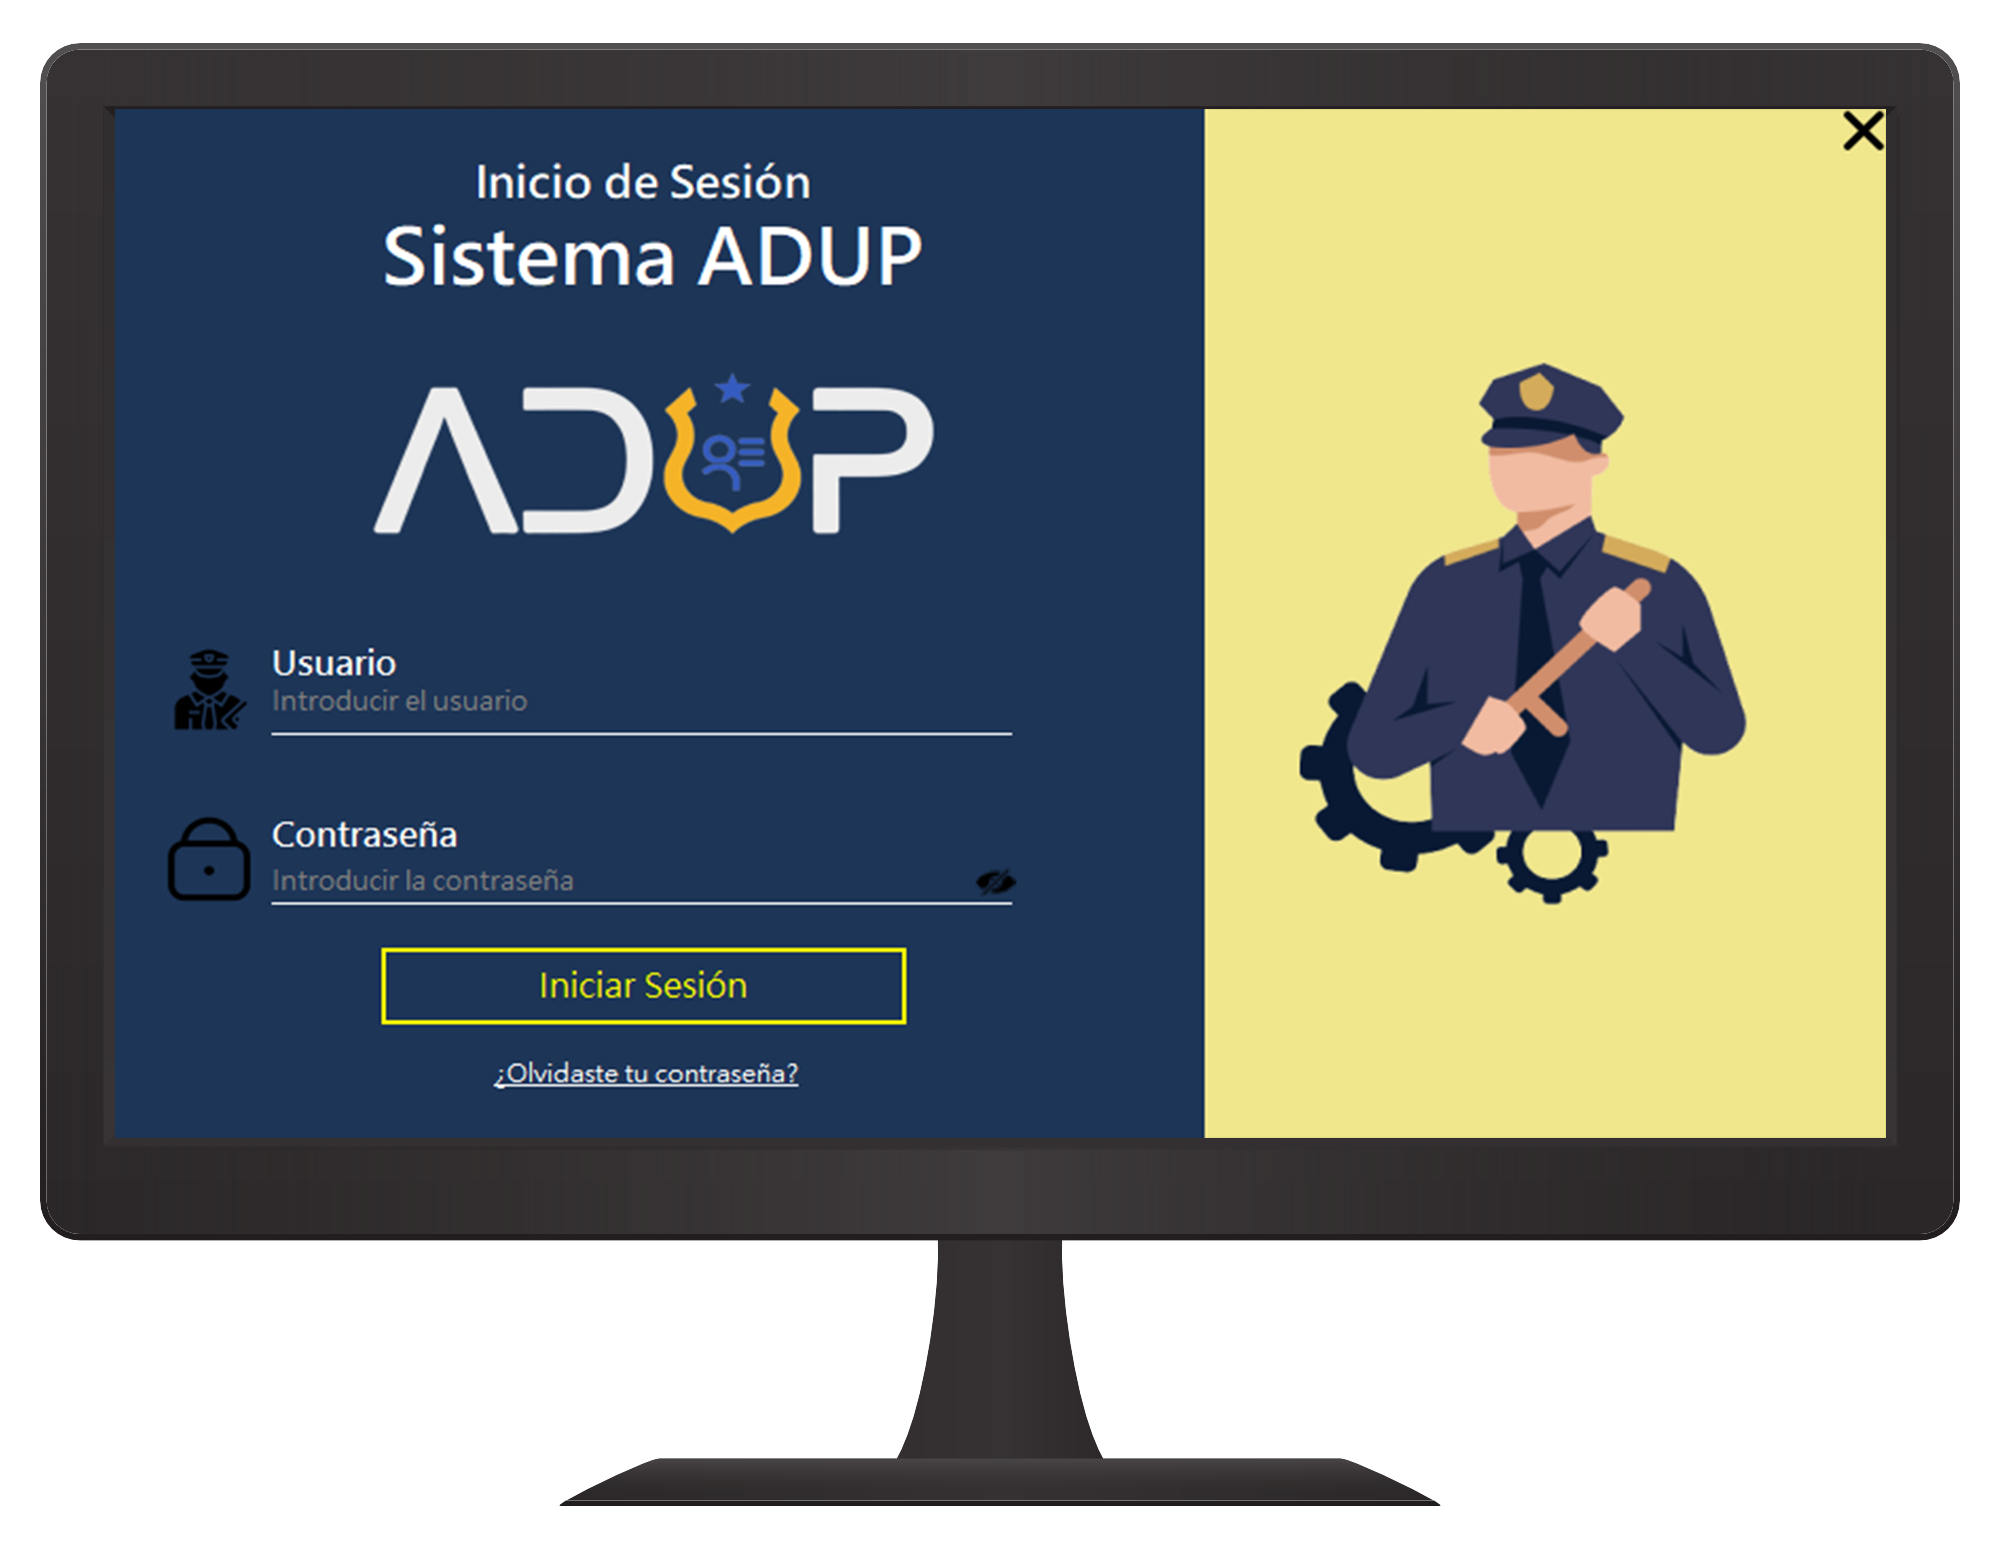 Inicio de Sesión
Sistema ADUP
ADUP
Usuario
Introducir el usuario
Contraseña
Introducir la contraseña
Iniciar Sesión
¿Olvidaste tu contraseña?